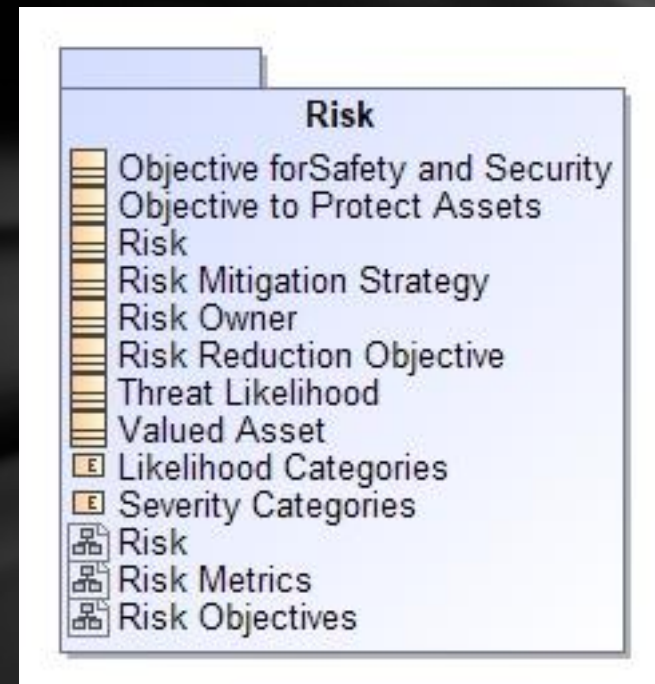 Risk
Objective forSafety and Security
Objective to Protect Assets
Risk
Risk Mitigation Strategy
Risk Owner
Risk Reduction Objective
Threat Likelihood
Valued Asset
E Likelihood Categories
E Severity Categories
Risk
Risk Metrics
Risk Objectives